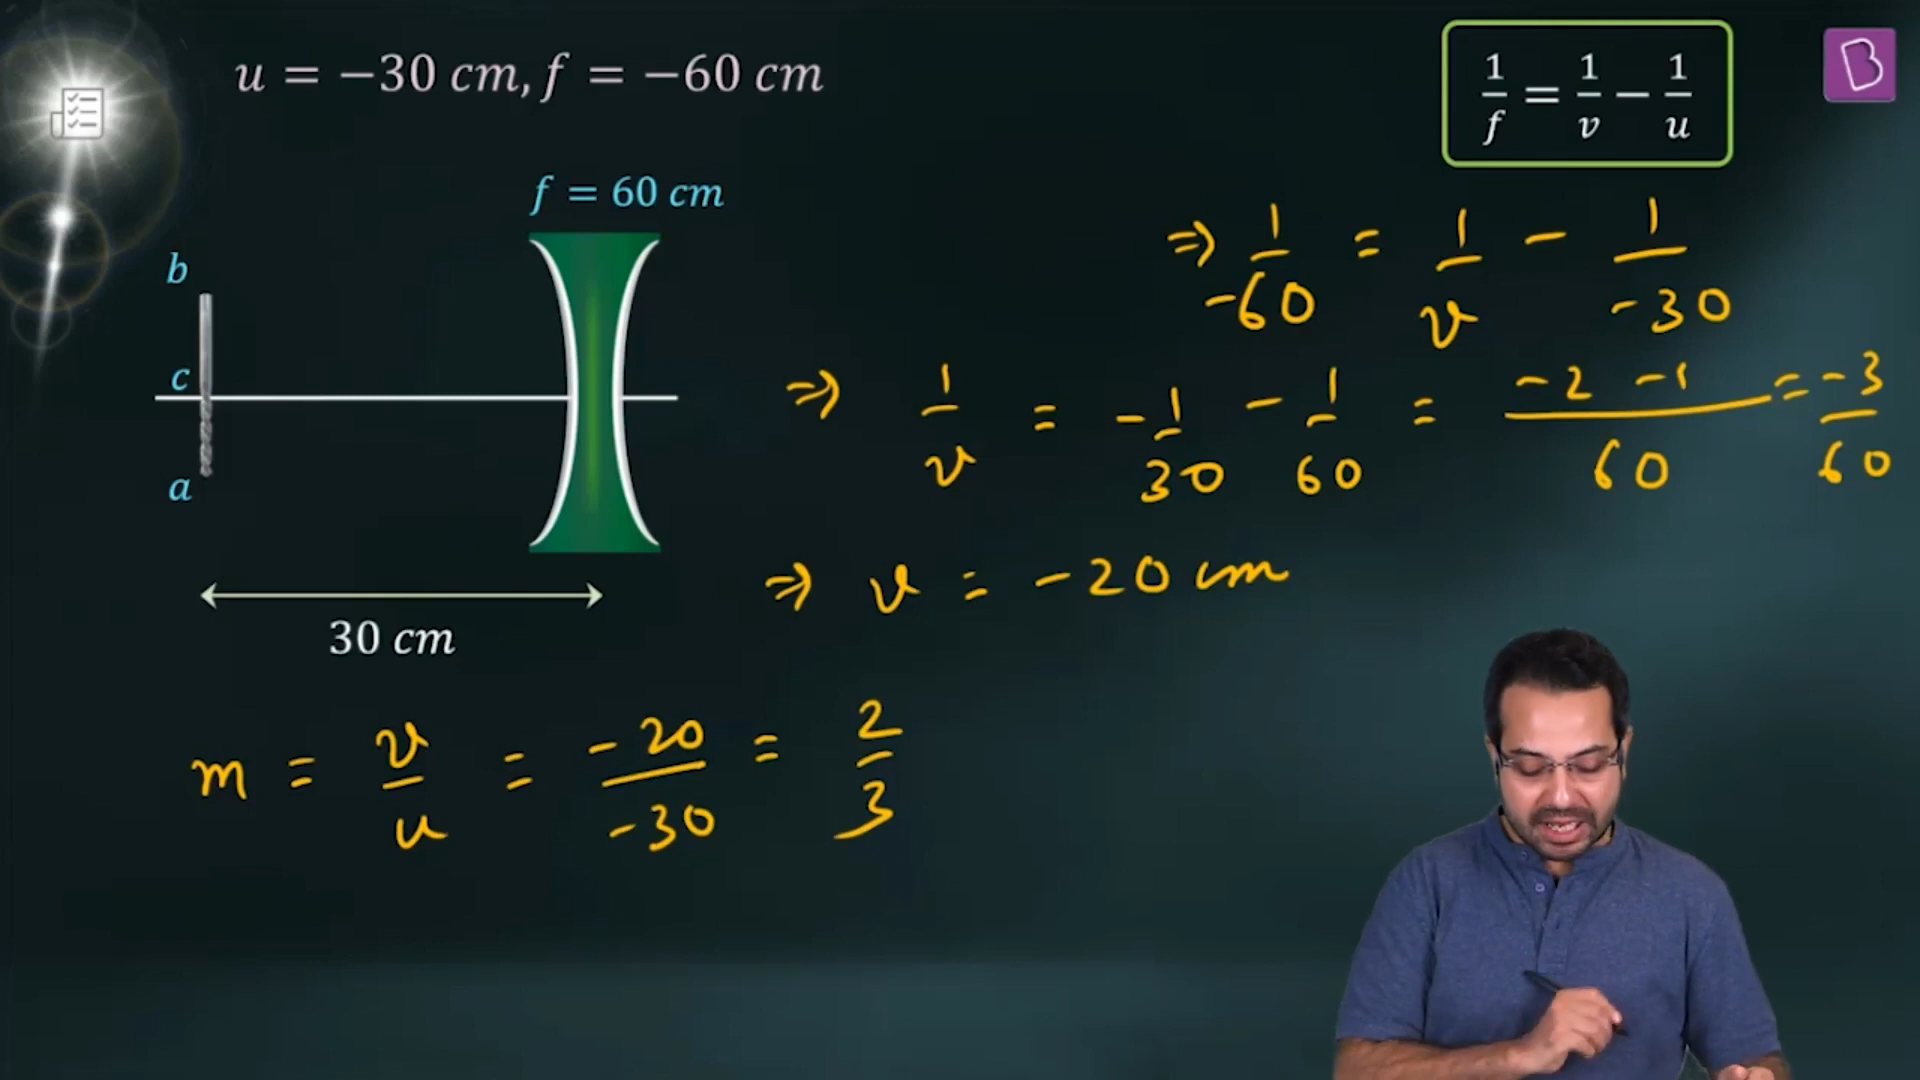 u = −30 cm, f = −60 cm
1/f = 1/v − 1/u
B
f = 60 cm
b
c
a
30 cm
⇒ 1/-60 = 1/v − 1/-30
⇒ 1/v = -1/30 − 1/60 = -2 -1/60 = -3/60
⇒ v = -20 cm
m = v/u = -20/-30 = 2/3